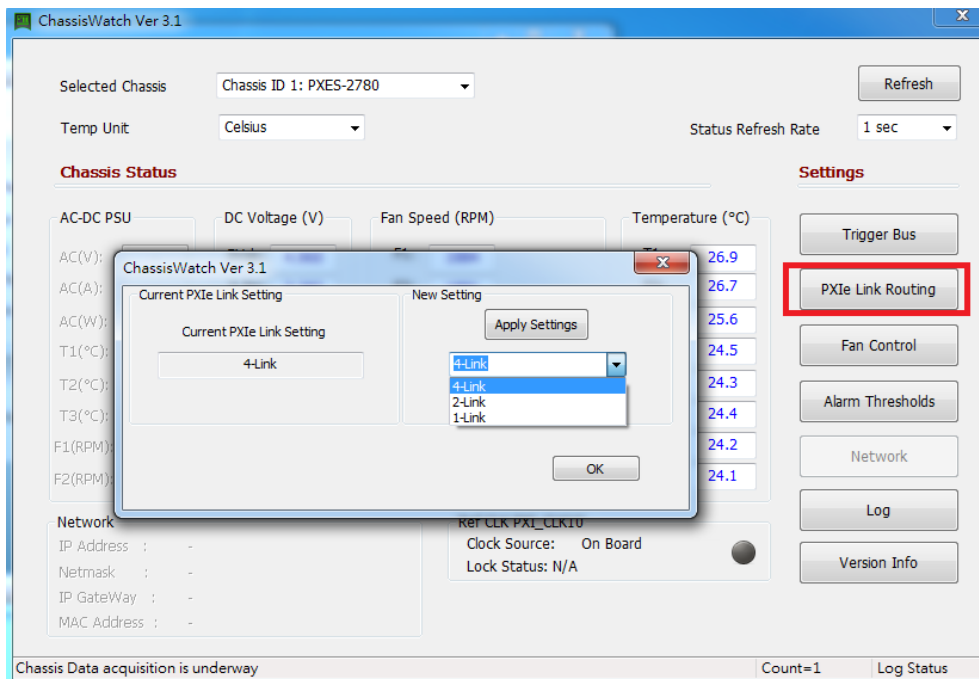 ChassisWatch Ver 3.1
x
Selected Chassis
Chassis ID 1: PXES-2780
Refresh
Temp Unit
Celsius
Status Refresh Rate
1 sec
Chassis Status
Settings
AC-DC PSU
DC Voltage (V)
Fan Speed (RPM)
Temperature (°C)
Trigger Bus
AC(V):
26.9
AC(A):
26.7
PXIe Link Routing
AC(W):
25.6
T1(°C):
24.5
Fan Control
T2(°C):
24.3
T3(°C):
24.4
Alarm Thresholds
F1(RPM):
24.2
F2(RPM):
24.1
Network
Log
Version Info
ChassisWatch Ver 3.1
x
Current PXIe Link Setting
New Setting
Current PXIe Link Setting
Apply Settings
4-Link
4-Link
4-Link
2-Link
1-Link
OK
Network
Ref CLK PXI_CLK10
IP Address : -
Clock Source: On Board
Netmask : -
Lock Status: N/A
IP GateWay : -
MAC Address : -
Chassis Data acquisition is underway
Count=1
Log Status